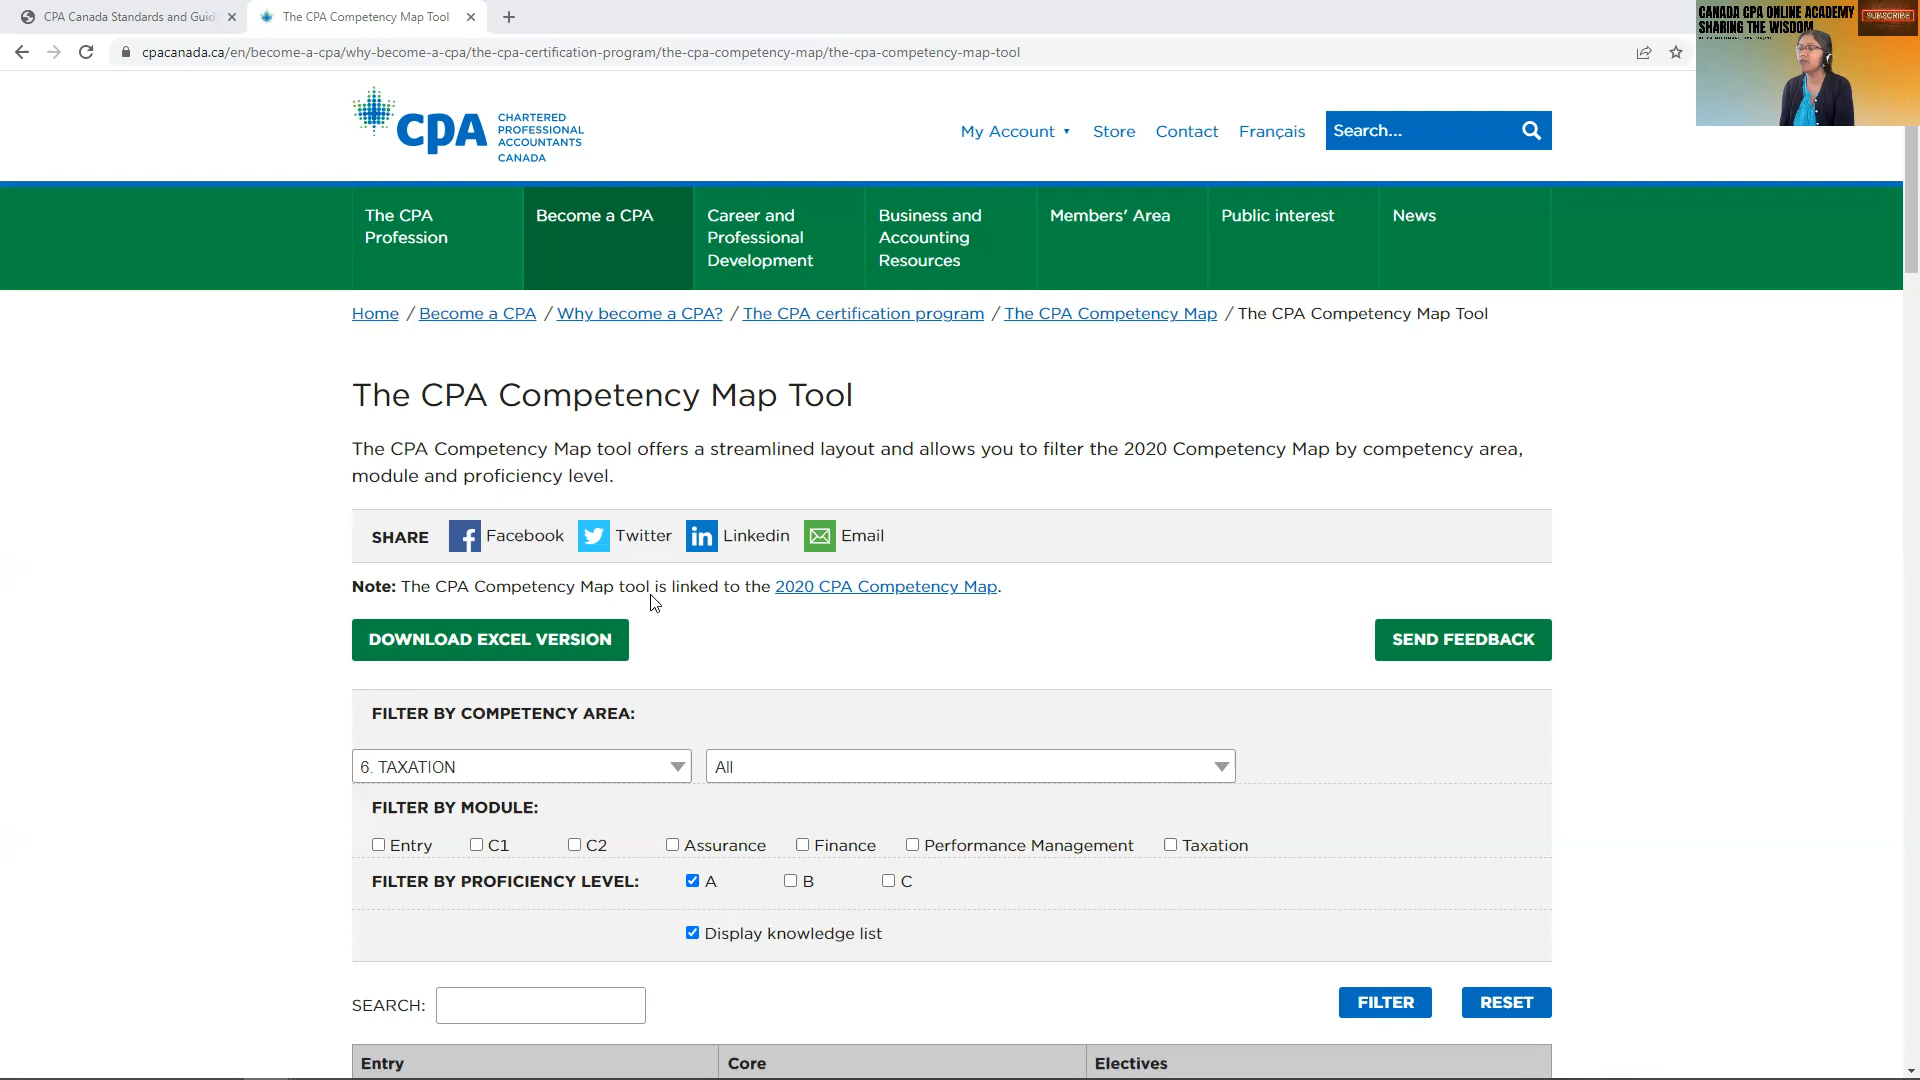 CPA Canada Standards and Guid
The CPA Competency Map Tool
cpacanada.ca/en/become-a-cpa/why-become-a-cpa/the-cpa-certification-program/the-cpa-competency-map/the-cpa-competency-map-tool
CANADA CPA ONLINE ACADEMY
SHARING THE WISDOM
SUBSCRIBE
CPA
CHARTERED
PROFESSIONAL
ACCOUNTANTS
CANADA
My Account
Store
Contact
Français
Search...
The CPA
Profession
Become a CPA
Career and
Professional
Development
Business and
Accounting
Resources
Members' Area
Public interest
News
Home / Become a CPA / Why become a CPA? / The CPA certification program / The CPA Competency Map / The CPA Competency Map Tool
The CPA Competency Map Tool
The CPA Competency Map tool offers a streamlined layout and allows you to filter the 2020 Competency Map by competency area,
module and proficiency level.
SHARE Facebook Twitter Linkedin Email
Note: The CPA Competency Map tool is linked to the 2020 CPA Competency Map.
DOWNLOAD EXCEL VERSION
SEND FEEDBACK
FILTER BY COMPETENCY AREA:
6. TAXATION
All
FILTER BY MODULE:
Entry C1 C2 Assurance Finance Performance Management Taxation
FILTER BY PROFICIENCY LEVEL: A B C
Display knowledge list
SEARCH:
FILTER
RESET
Entry Core Electives